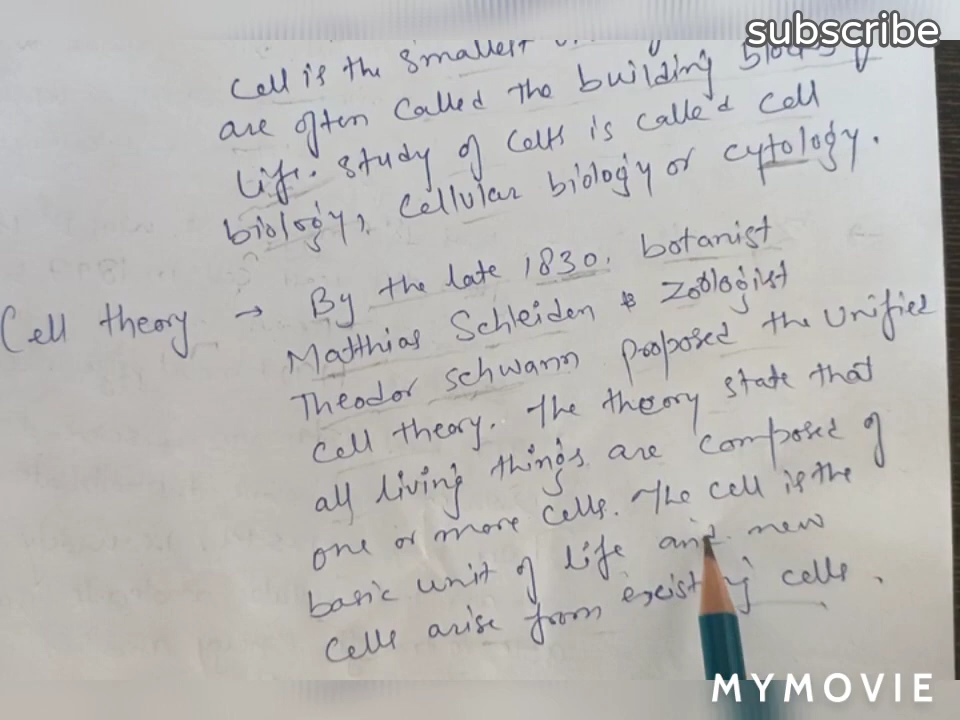 subscribe
Cell is the smallest
are often called the building blocks of
life. Study of cells is called cell
biology, cellular biology or cytology.
Cell theory → By the late 1830, botanist
Matthias Schleiden & Zoologist
Theodor schwann proposed the Unified
cell theory. The theory state that
all living things are composed of
one or more cells. The cell is the
basic unit of life and new
cells arise from existing cells.
MYMOVIE